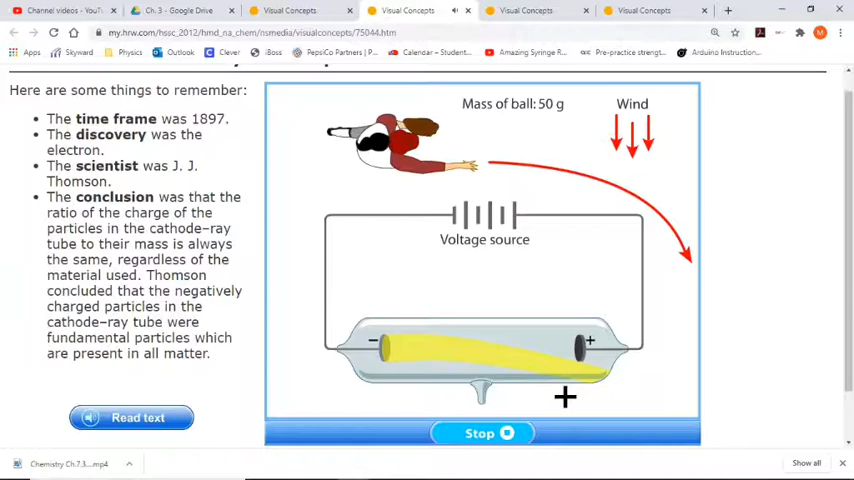 Channel videos - YouTube
Ch. 3 - Google Drive
Visual Concepts
Visual Concepts
Visual Concepts
Visual Concepts
my.hrw.com/hssc_2012/hmd_na_chem/nsmedia/visualconcepts/75044.htm
M
Apps
Skyward
Physics
Outlook
Clever
iBoss
PepsiCo Partners | P...
Calendar – Student...
Amazing Syringe R...
Pre-practice strengt...
Arduino Instruction...
Here are some things to remember:
• The time frame was 1897.
• The discovery was the
electron.
• The scientist was J. J.
Thomson.
• The conclusion was that the
ratio of the charge of the
particles in the cathode–ray
tube to their mass is always
the same, regardless of the
material used. Thomson
concluded that the negatively
charged particles in the
cathode–ray tube were
fundamental particles which
are present in all matter.
Read text
Mass of ball: 50 g
Wind
Voltage source
−
+
+
Stop
Chemistry Ch.7.3....mp4
Show all